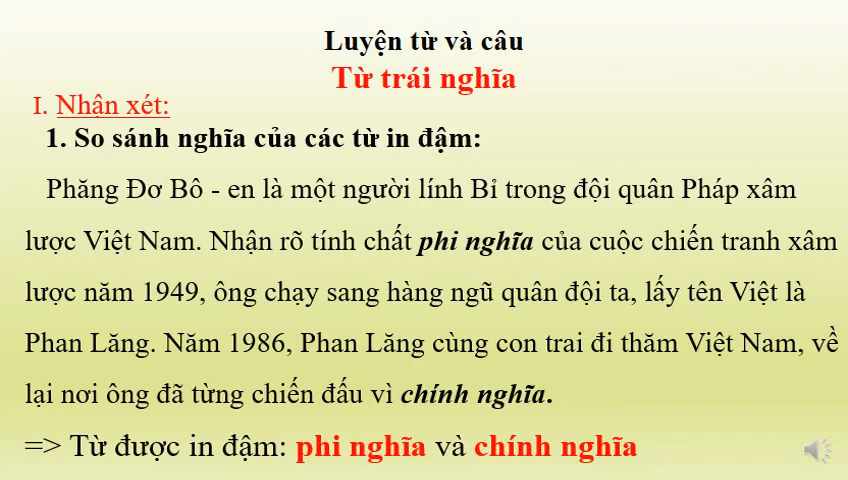 Luyện từ và câu
Từ trái nghĩa
I. Nhận xét:
1. So sánh nghĩa của các từ in đậm:
Phăng Đơ Bô - en là một người lính Bỉ trong đội quân Pháp xâm
lược Việt Nam. Nhận rõ tính chất phi nghĩa của cuộc chiến tranh xâm
lược năm 1949, ông chạy sang hàng ngũ quân đội ta, lấy tên Việt là
Phan Lăng. Năm 1986, Phan Lăng cùng con trai đi thăm Việt Nam, về
lại nơi ông đã từng chiến đấu vì chính nghĩa.
=> Từ được in đậm: phi nghĩa và chính nghĩa